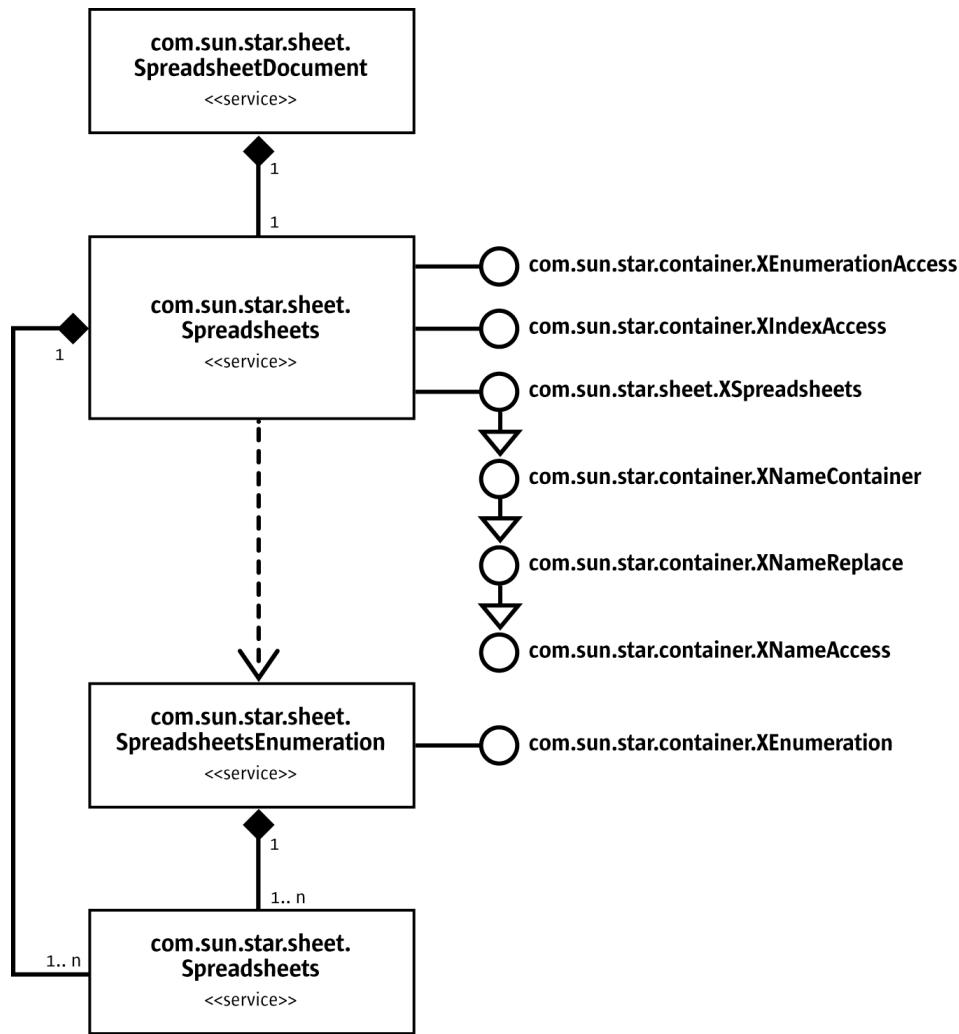 com.sun.star.sheet.
SpreadsheetDocument
<<service>>
1
1
com.sun.star.sheet.
Spreadsheets
<<service>>
1
com.sun.star.container.XEnumerationAccess
com.sun.star.container.XIndexAccess
com.sun.star.sheet.XSpreadsheets
com.sun.star.container.XNameContainer
com.sun.star.container.XNameReplace
com.sun.star.container.XNameAccess
com.sun.star.sheet.
SpreadsheetsEnumeration
<<service>>
com.sun.star.container.XEnumeration
1
1.. n
1.. n
com.sun.star.sheet.
Spreadsheets
<<service>>